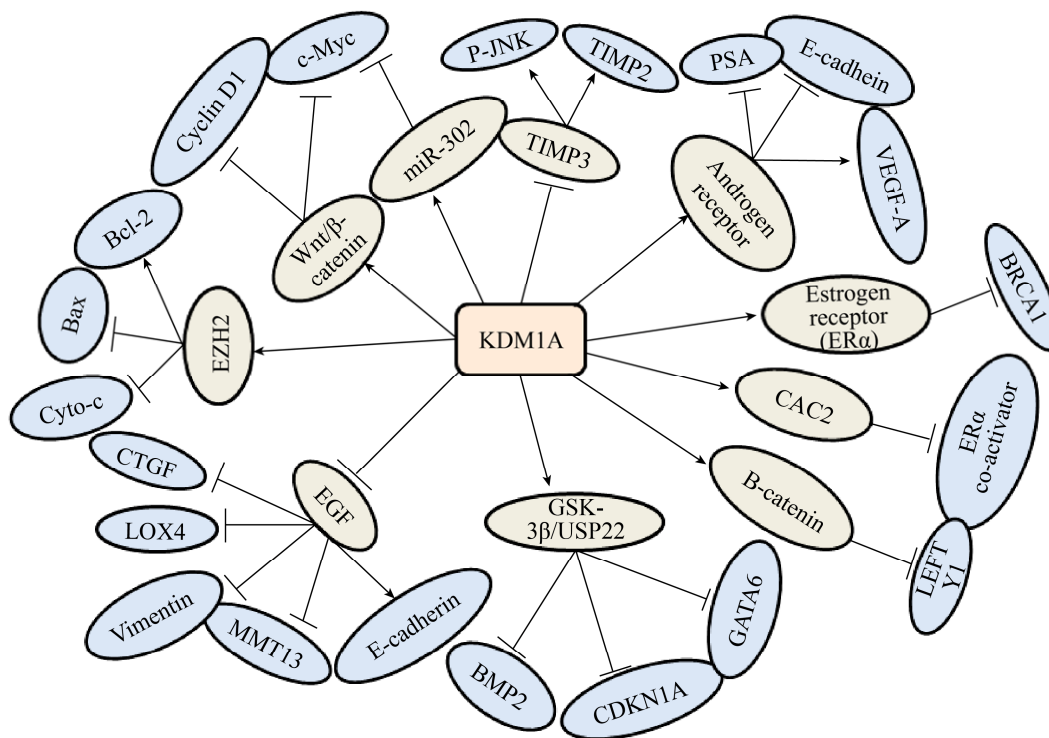 c-Myc
P-JNK
TIMP2
PSA
E-cadhein
Cyclin D1
miR-302
TIMP3
Androgen
receptor
VEGF-A
Bcl-2
Wnt/β-
catenin
BRCA1
Bax
EZH2
KDM1A
Estrogen
receptor
(ERα)
Cyto-c
CAC2
ERα
co-activator
CTGF
EGF
B-catenin
LOX4
GSK-
3β/USP22
LEFT
Y1
Vimentin
MMT13
E-cadherin
BMP2
CDKN1A
GATA6